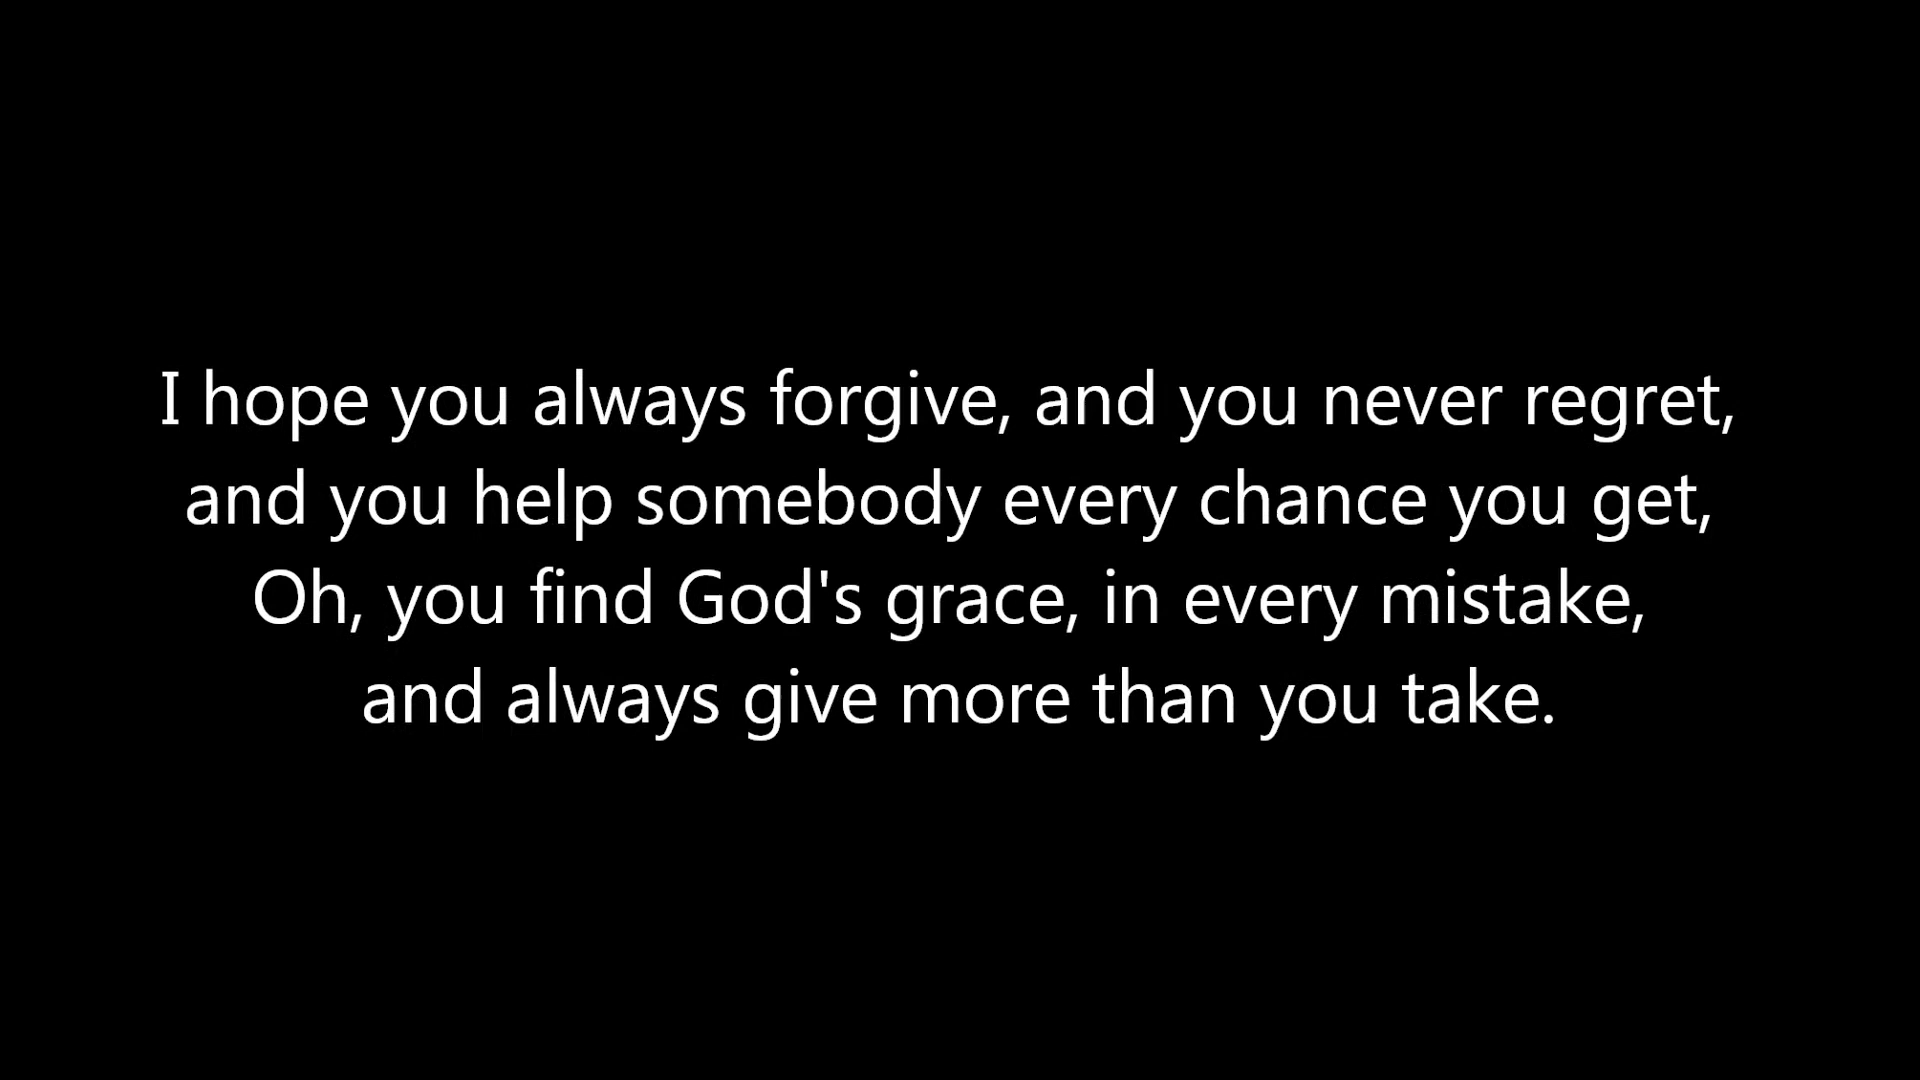 I hope you always forgive, and you never regret,
and you help somebody every chance you get,
Oh, you find God's grace, in every mistake,
and always give more than you take.